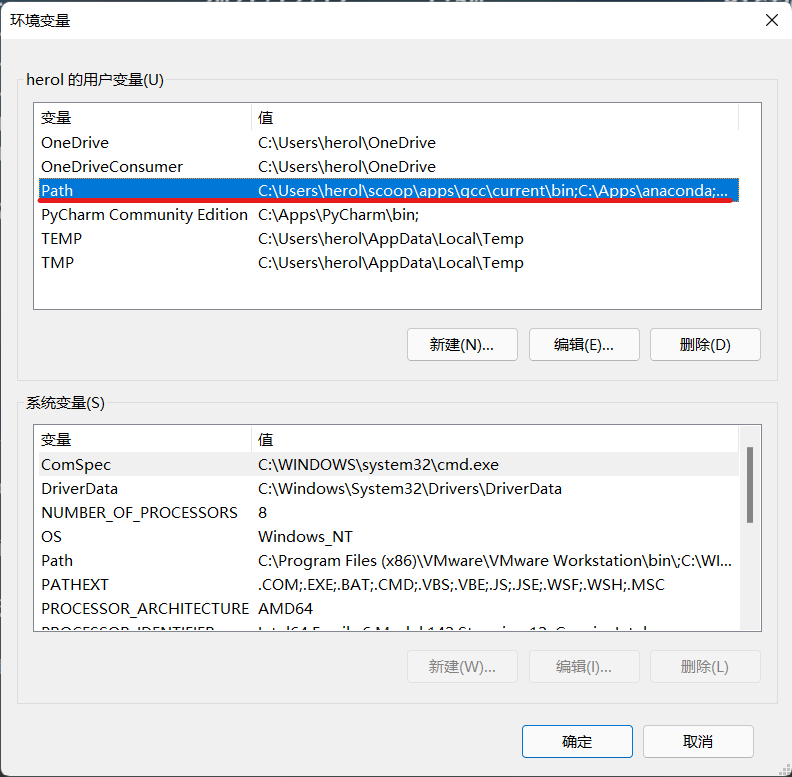 环境变量
herol 的用户变量(U)
变量 值
OneDrive C:\Users\herol\OneDrive
OneDriveConsumer C:\Users\herol\OneDrive
Path C:\Users\herol\scoop\apps\gcc\current\bin;C:\Apps\anaconda;...
PyCharm Community Edition C:\Apps\PyCharm\bin;
TEMP C:\Users\herol\AppData\Local\Temp
TMP C:\Users\herol\AppData\Local\Temp
新建(N)... 编辑(E)... 删除(D)
系统变量(S)
变量 值
ComSpec C:\WINDOWS\system32\cmd.exe
DriverData C:\Windows\System32\Drivers\DriverData
NUMBER_OF_PROCESSORS 8
OS Windows_NT
Path C:\Program Files (x86)\VMware\VMware Workstation\bin\;C:\WI...
PATHEXT .COM;.EXE;.BAT;.CMD;.VBS;.VBE;.JS;.JSE;.WSF;.WSH;.MSC
PROCESSOR_ARCHITECTURE AMD64
新建(W)... 编辑(I)... 删除(L)
确定 取消